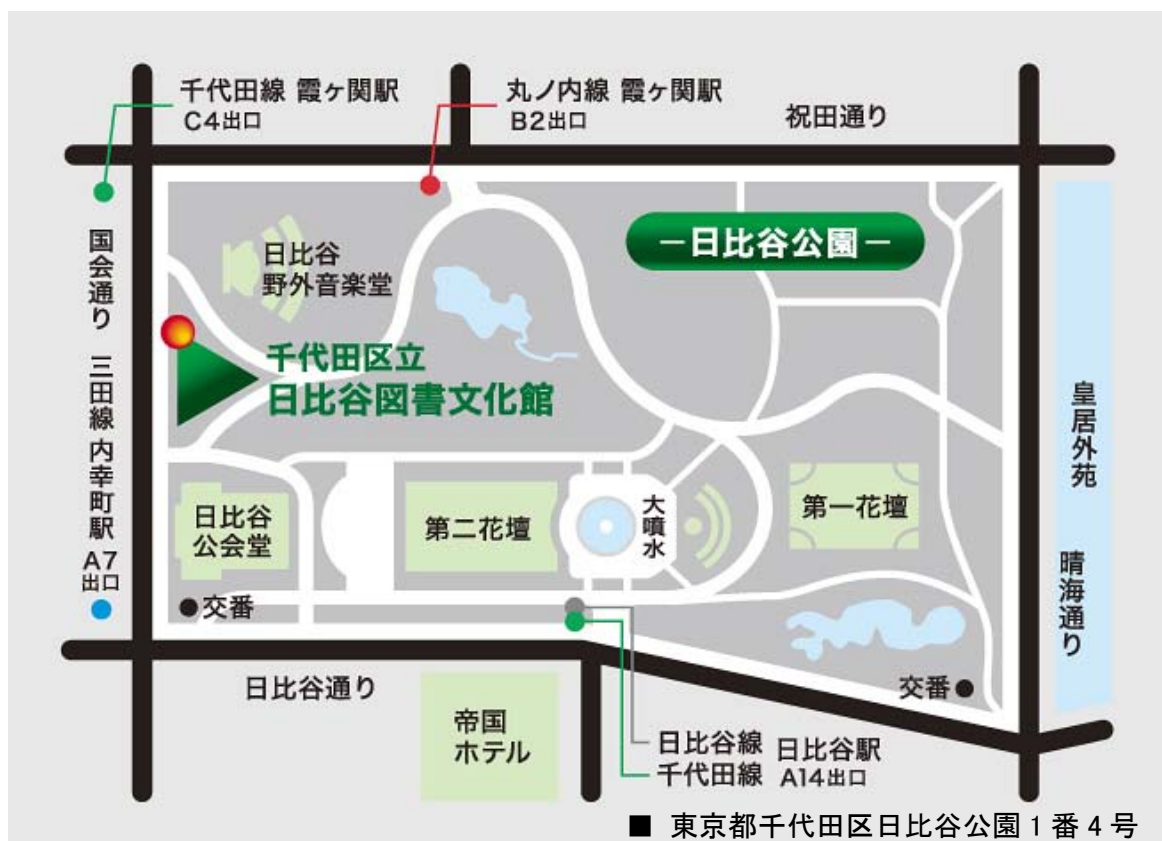 千代田線 霞ヶ関駅
C4出口
丸ノ内線 霞ヶ関駅
B2出口
祝田通り
国会通り
日比谷
野外音楽堂
－日比谷公園－
千代田区立
日比谷図書文化館
三田線 内幸町駅
A7
出口
皇居外苑
晴海通り
日比谷
公会堂
第二花壇
大噴水
第一花壇
交番
日比谷通り
帝国
ホテル
交番
日比谷線
千代田線
日比谷駅
A14出口
■ 東京都千代田区日比谷公園1番4号